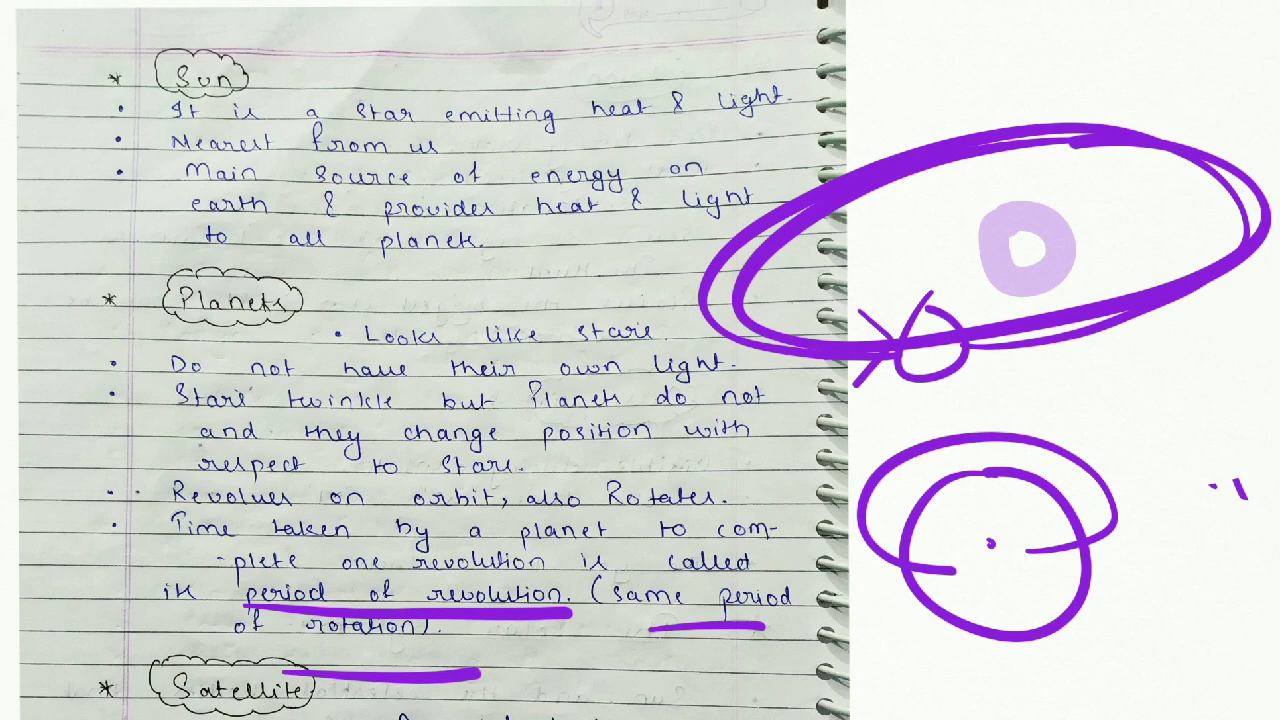 * Sun
• It is a star emitting heat & light.
• Nearest from us
• Main source of energy on
earth & provides heat & light
to all planets.
* Planets
• Looks like stars.
• Do not have their own light.
• Stars twinkle but Planets do not
and they change position with
respect to stars.
• Revolves on orbit, also Rotates.
• Time taken by a planet to com-
-plete one revolution is called
its period of revolution. (same period
of rotation).
* Satellite